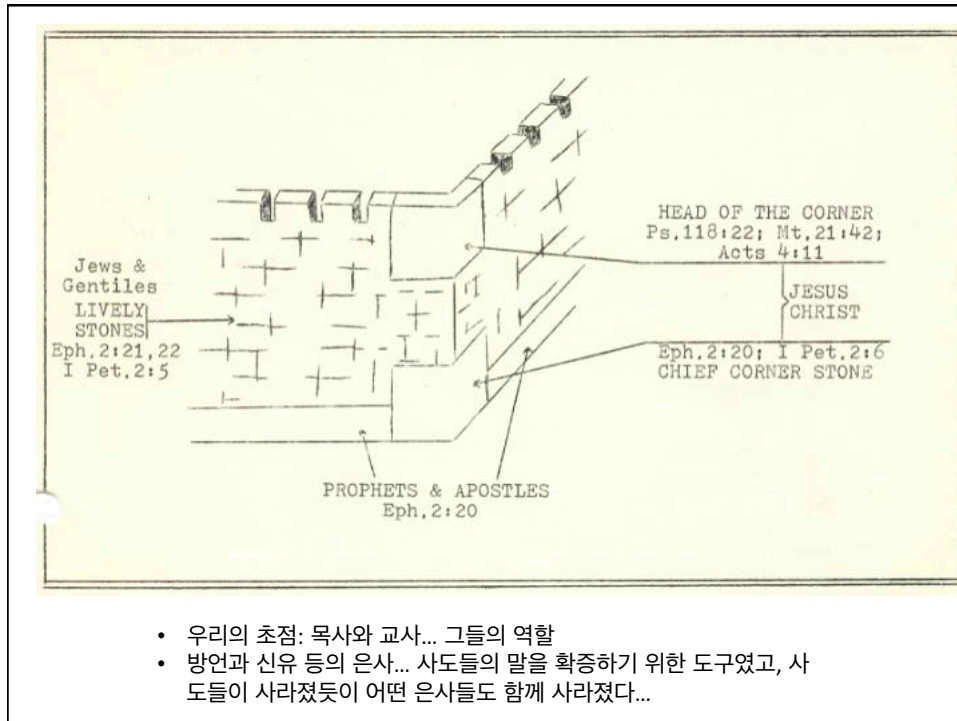 HEAD OF THE CORNER
Ps.118:22; Mt.21:42;
Acts 4:11
Jews &
Gentiles
LIVELY
STONES
Eph.2:21,22
I Pet.2:5
JESUS
CHRIST
Eph.2:20; I Pet.2:6
CHIEF CORNER STONE
PROPHETS & APOSTLES
Eph.2:20
• 우리의 초점: 목사와 교사... 그들의 역할
• 방언과 신유 등의 은사... 사도들의 말을 확증하기 위한 도구였고, 사
도들이 사라졌듯이 어떤 은사들도 함께 사라졌다...